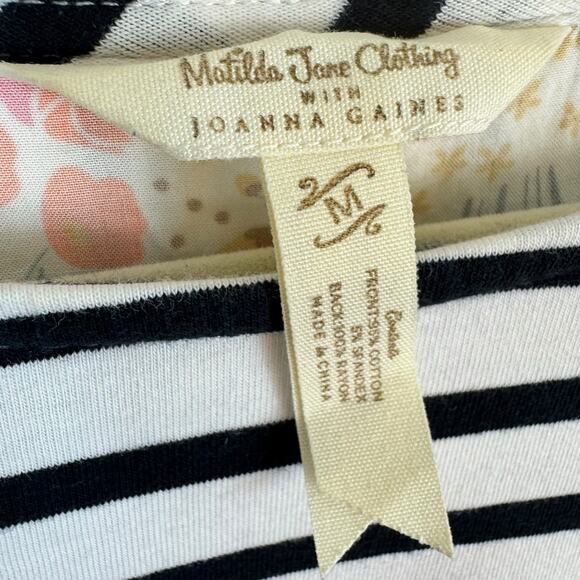 Matilda Jane Clothing
WITH
JOANNA GAINES
M
FRONT: 95% COTTON
5% SPANDEX
BACK: 100% RAYON
MADE in CHINA